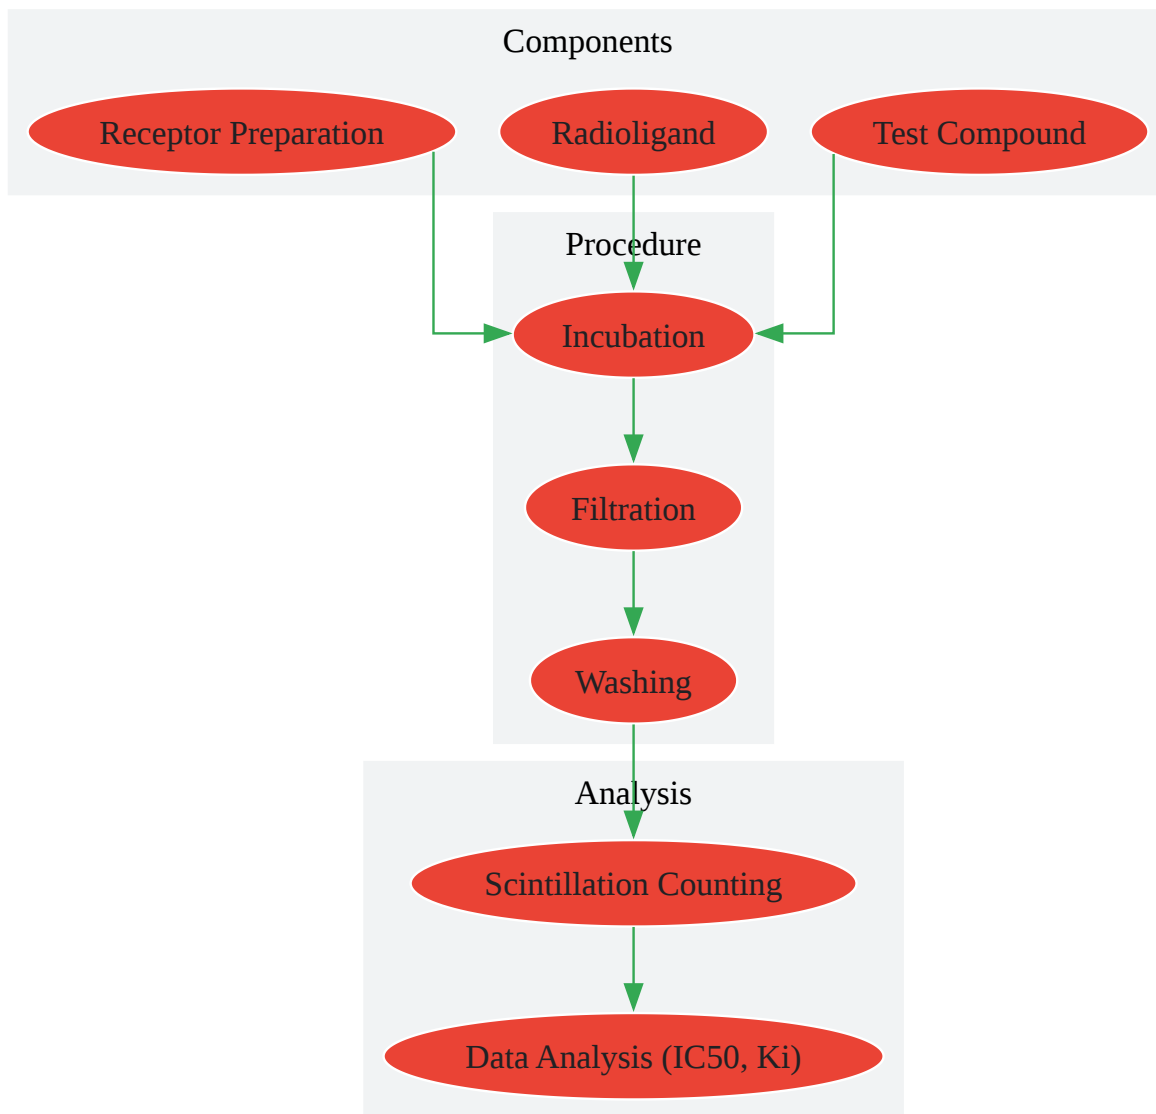 Components
Receptor Preparation
Radioligand
Test Compound
Procedure
Incubation
Filtration
Washing
Analysis
Scintillation Counting
Data Analysis (IC50, Ki)